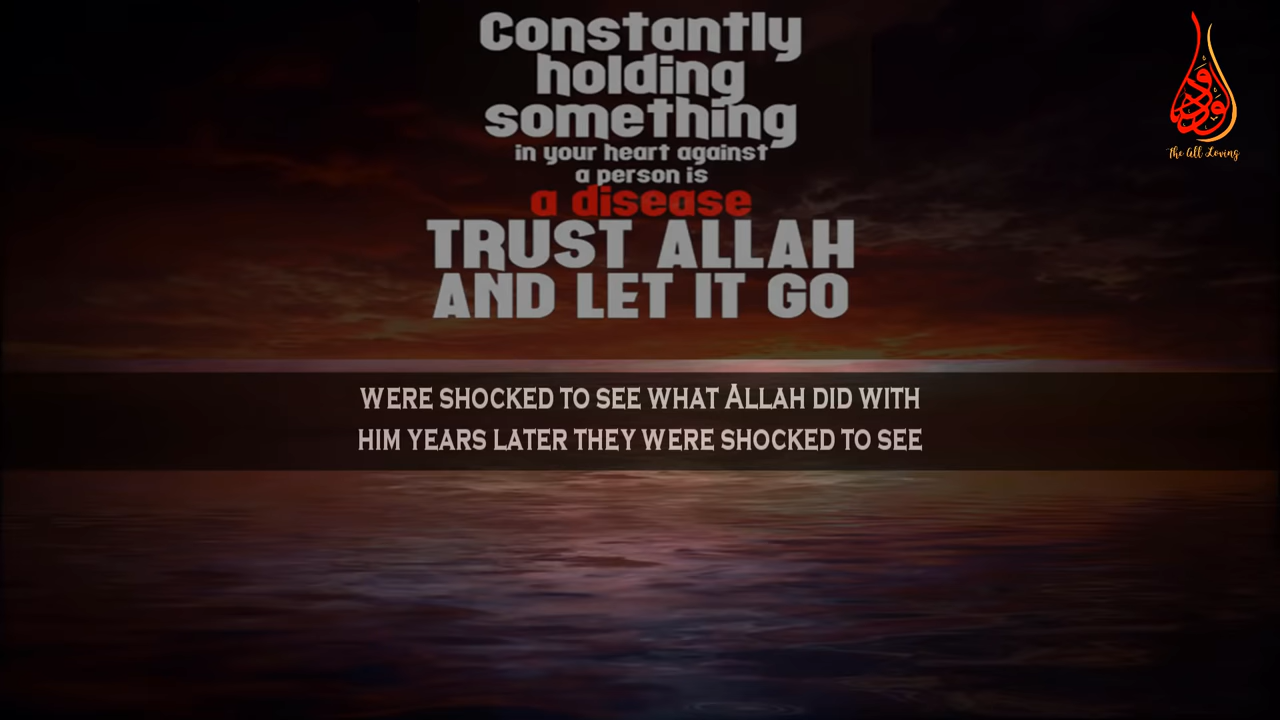 Constantly
holding
something
in your heart against
a person is
a disease
TRUST ALLAH
AND LET IT GO
The All Loving
WERE SHOCKED TO SEE WHAT ALLAH DID WITH
HIM YEARS LATER THEY WERE SHOCKED TO SEE